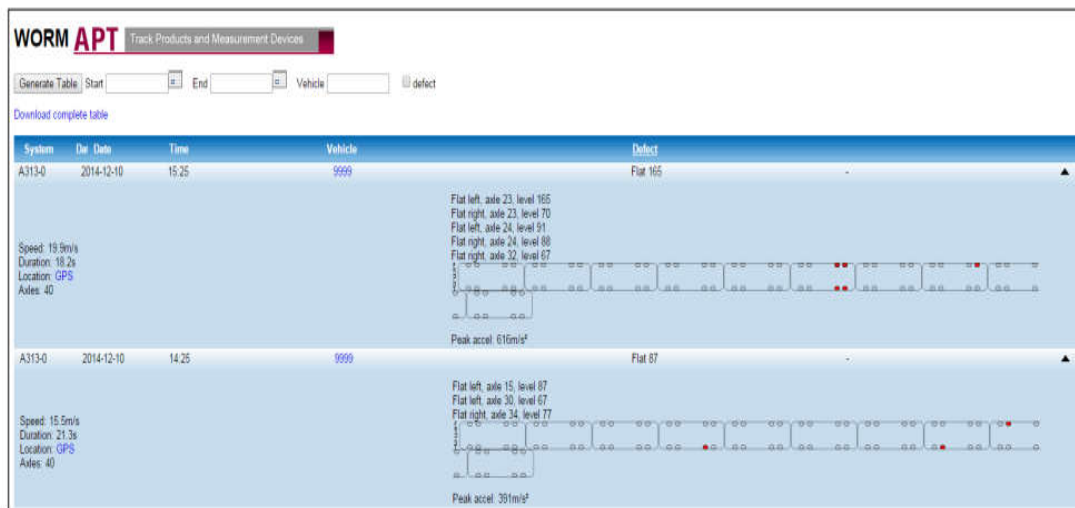 WORM APT Track Products and Measurement Devices
Generate Table Start End Vehicle defect
Download complete table
System Dat Date Time Vehicle Defect
A313-0 2014-12-10 15:25 9999 Flat 165 -
Flat left, axle 23, level 165
Flat right, axle 23, level 70
Flat left, axle 24, level 91
Flat right, axle 24, level 88
Flat right, axle 32, level 67
Speed: 19.9m/s
Duration: 18.2s
Location: GPS
Axles: 40
Peak accel: 616m/s²
A313-0 2014-12-10 14:25 9999 Flat 87 -
Flat left, axle 15, level 87
Flat left, axle 30, level 67
Flat right, axle 34, level 77
Speed: 15.5m/s
Duration: 21.3s
Location: GPS
Axles: 40
Peak accel: 391m/s²